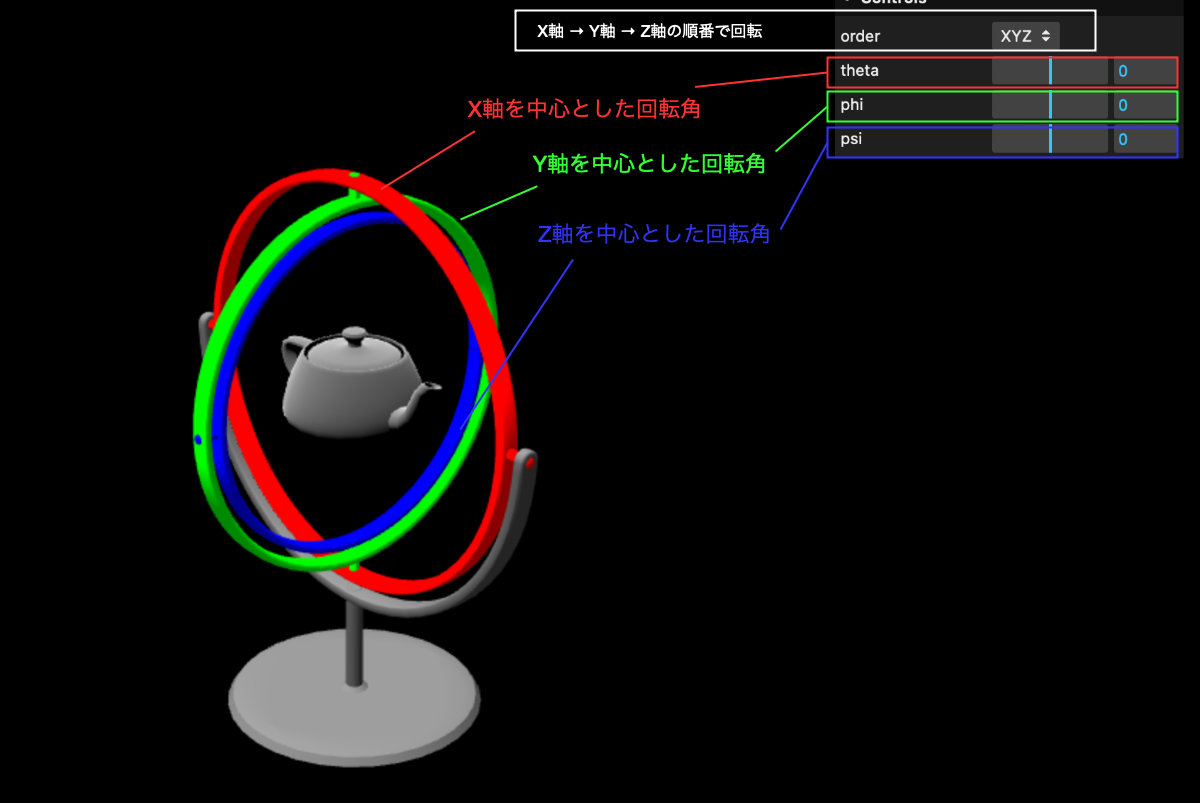 Controls
X軸 → Y軸 → Z軸の順番で回転
order XYZ
theta 0
X軸を中心とした回転角
phi 0
psi 0
Y軸を中心とした回転角
Z軸を中心とした回転角